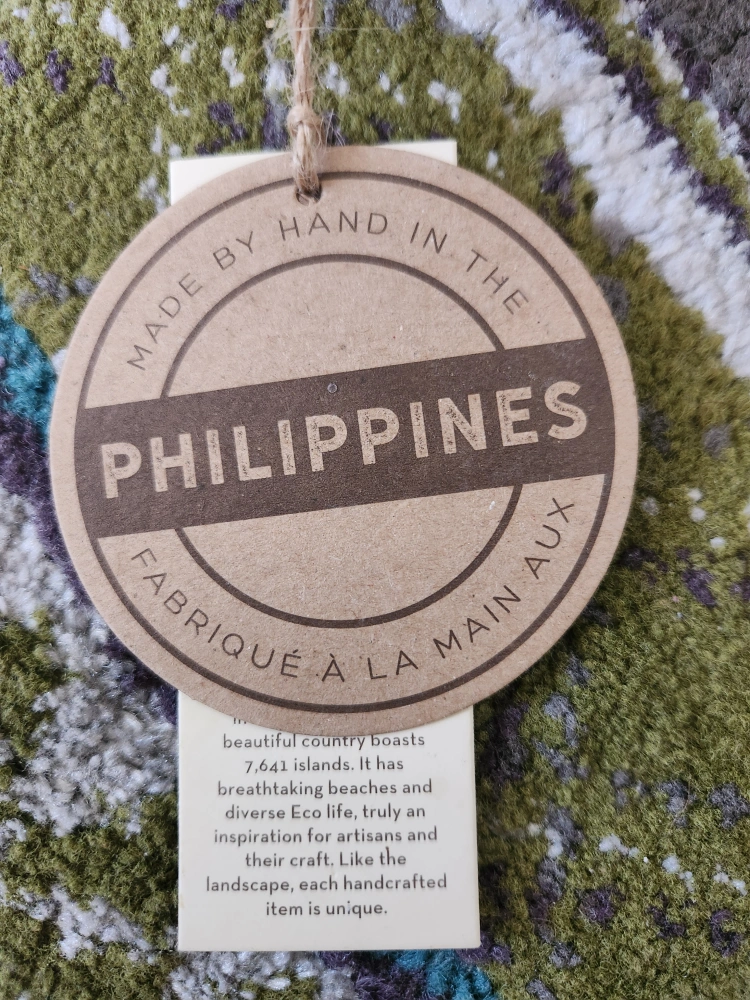 MADE BY HAND IN THE
PHILIPPINES
FABRIQUÉ À LA MAIN AUX
beautiful country boasts
7,641 islands. It has
breathtaking beaches and
diverse Eco life, truly an
inspiration for artisans and
their craft. Like the
landscape, each handcrafted
item is unique.